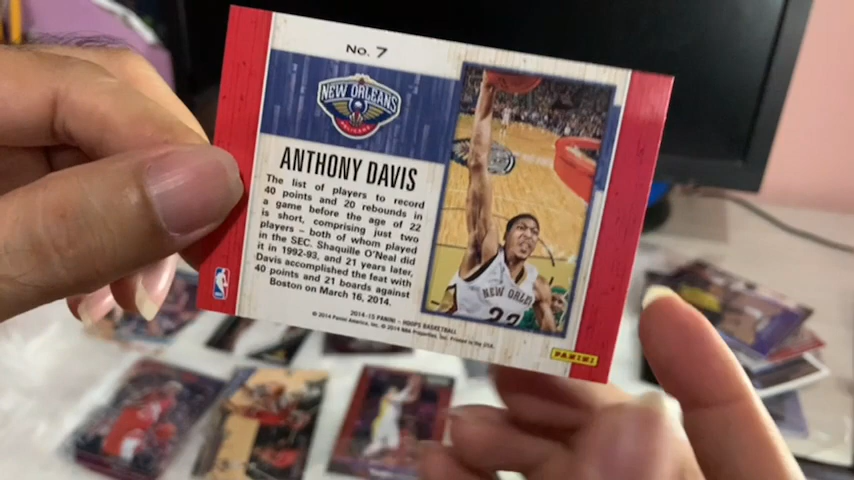 No. 7
NEW ORLEANS
PELICANS
ANTHONY DAVIS
The list of players to record
40 points and 20 rebounds in
a game before the age of 22
is short, comprising just two
players – both of whom played
in the SEC. Shaquille O'Neal did
it in 1992-93, and 21 years later,
Davis accomplished the feat with
40 points and 21 boards against
Boston on March 16, 2014.
NEW ORLE
2014-15 PANINI – HOOPS BASKETBALL
© 2014 Panini America, Inc. © 2014 NBA Properties, Inc. Printed in the USA.
PANINI